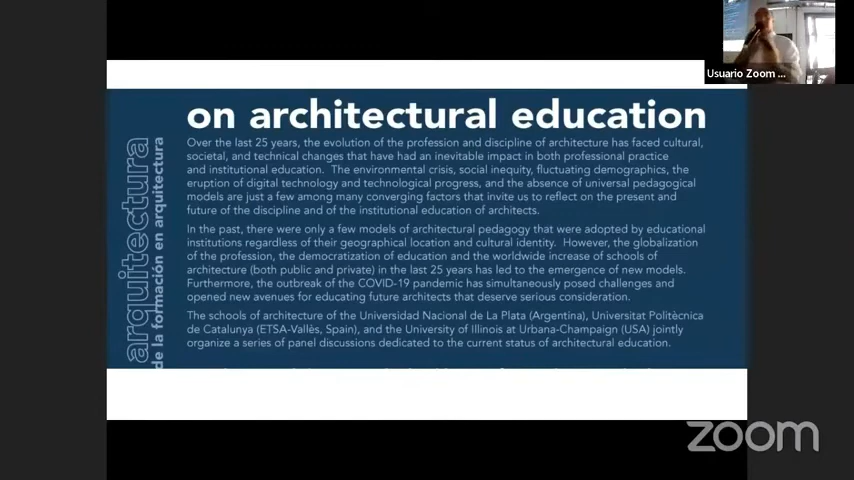 on architectural education
Over the last 25 years, the evolution of the profession and discipline of architecture has faced cultural,
societal, and technical changes that have had an inevitable impact in both professional practice
and institutional education. The environmental crisis, social inequity, fluctuating demographics, the
eruption of digital technology and technological progress, and the absence of universal pedagogical
models are just a few among many converging factors that invite us to reflect on the present and
future of the discipline and of the institutional education of architects.
In the past, there were only a few models of architectural pedagogy that were adopted by educational
institutions regardless of their geographical location and cultural identity. However, the globalization
of the profession, the democratization of education and the worldwide increase of schools of
architecture (both public and private) in the last 25 years has led to the emergence of new models.
Furthermore, the outbreak of the COVID-19 pandemic has simultaneously posed challenges and
opened new avenues for educating future architects that deserve serious consideration.
The schools of architecture of the Universidad Nacional de La Plata (Argentina), Universitat Politècnica
de Catalunya (ETSA-Vallès, Spain), and the University of Illinois at Urbana-Champaign (USA) jointly
organize a series of panel discussions dedicated to the current status of architectural education.
arquitectura
de la formación en arquitectura
Usuario Zoom ...
zoom